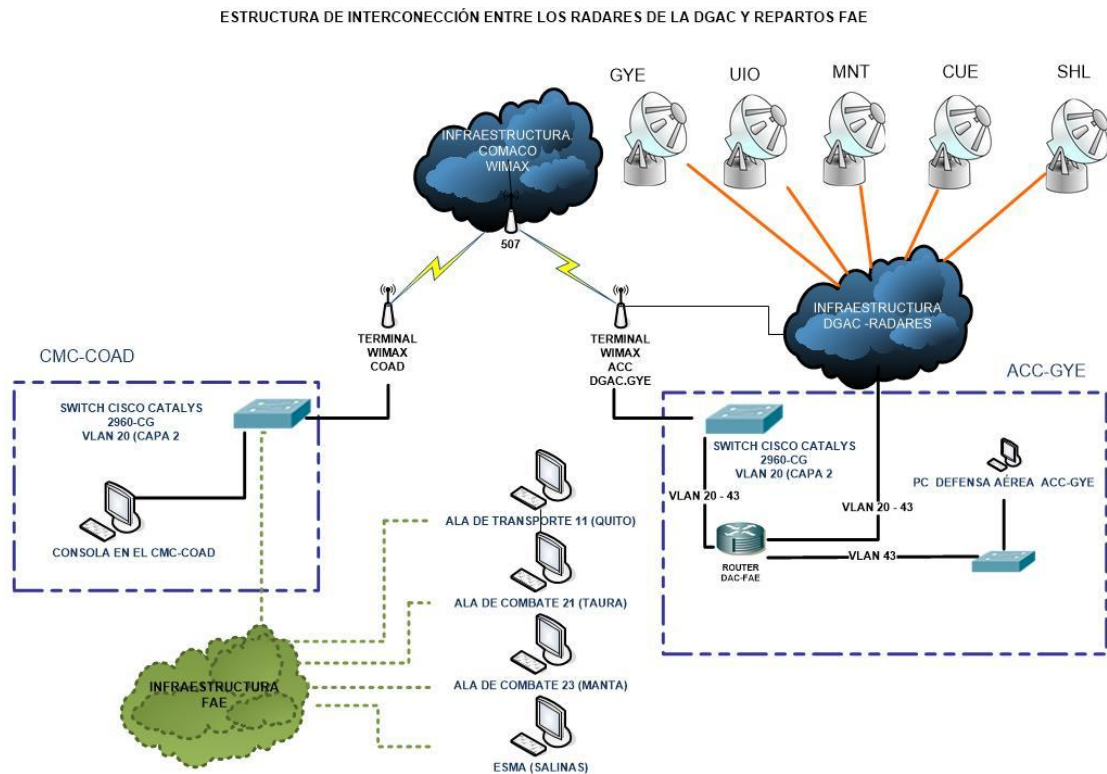 ESTRUCTURA DE INTERCONECCIÓN ENTRE LOS RADARES DE LA DGAC Y REPARTOS FAE
GYE
UIO
MNT
CUE
SHL
INFRAESTRUCTURA
COMACO
WIMAX
507
TERMINAL
WIMAX
COAD
TERMINAL
WIMAX
ACC
DGAC.GYE
INFRAESTRUCTURA
DGAC -RADARES
CMC-COAD
SWITCH CISCO CATALYS
2960-CG
VLAN 20 (CAPA 2
CONSOLA EN EL CMC-COAD
ACC-GYE
SWITCH CISCO CATALYS
2960-CG
VLAN 20 (CAPA 2
PC DEFENSA AÉREA ACC-GYE
VLAN 20 - 43
VLAN 20 - 43
VLAN 43
ROUTER
DAC-FAE
ALA DE TRANSPORTE 11 (QUITO)
ALA DE COMBATE 21 (TAURA)
ALA DE COMBATE 23 (MANTA)
ESMA (SALINAS)
INFRAESTRUCTURA
FAE